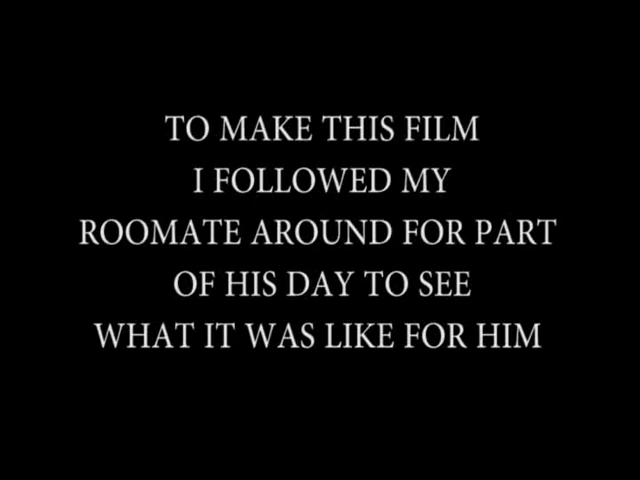 TO MAKE THIS FILM
I FOLLOWED MY
ROOMATE AROUND FOR PART
OF HIS DAY TO SEE
WHAT IT WAS LIKE FOR HIM